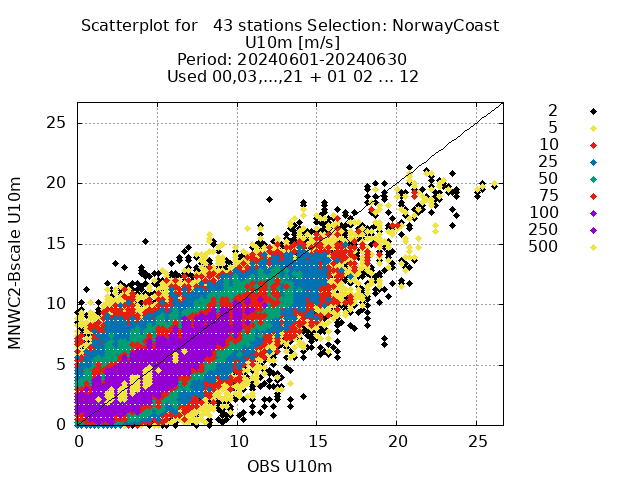 Scatterplot for   43 stations Selection: NorwayCoast
U10m [m/s]
Period: 20240601-20240630
Used 00,03,...,21 + 01 02 ... 12
2
5
10
25
50
75
100
250
500
25
20
15
10
5
0
MNWC2-Bscale U10m
0 5 10 15 20 25
OBS U10m